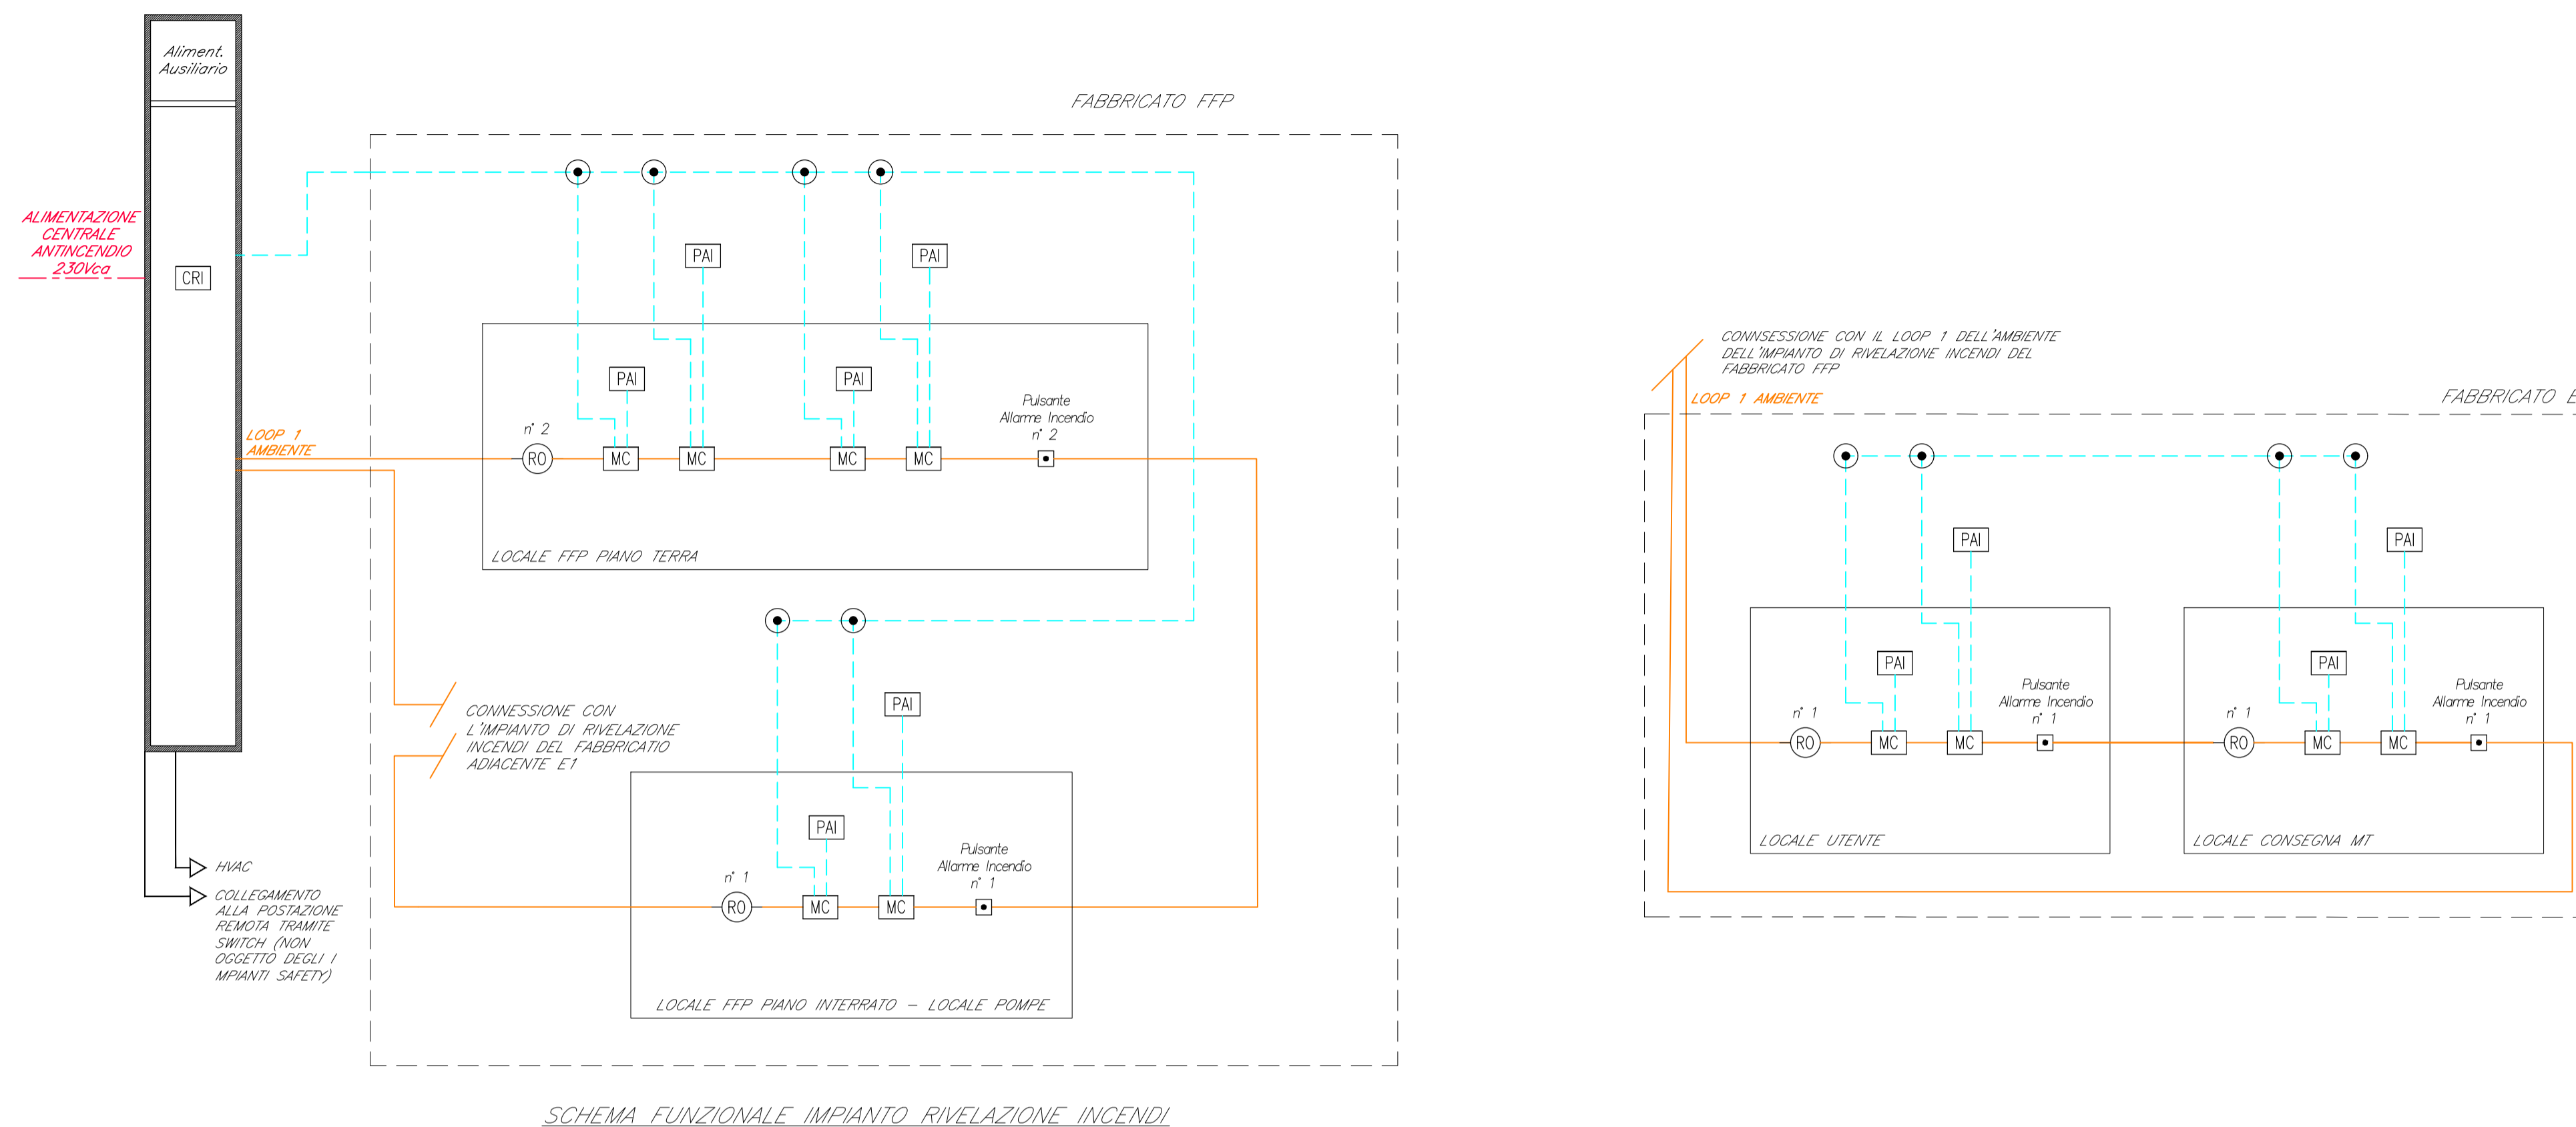 Aliment.
Ausiliario
FABBRICATO FFP
ALIMENTAZIONE
CENTRALE
ANTINCENDIO
230Vca
CRI
PAI
PAI
PAI
PAI
Pulsante
Allarme Incendio
n° 2
LOOP 1
AMBIENTE
n° 2
RO
MC
MC
MC
MC
LOCALE FFP PIANO TERRA
CONNESSIONE CON
L'IMPIANTO DI RIVELAZIONE
INCENDI DEL FABBRICATIO
ADIACENTE E1
PAI
PAI
Pulsante
Allarme Incendio
n° 1
n° 1
RO
MC
MC
LOCALE FFP PIANO INTERRATO - LOCALE POMPE
HVAC
COLLEGAMENTO
ALLA POSTAZIONE
REMOTA TRAMITE
SWITCH (NON
OGGETTO DEGLI I
MPIANTI SAFETY)
SCHEMA FUNZIONALE IMPIANTO RIVELAZIONE INCENDI
CONNSESSIONE CON IL LOOP 1 DELL'AMBIENTE
DELL'IMPIANTO DI RIVELAZIONE INCENDI DEL
FABBRICATO FFP
LOOP 1 AMBIENTE
FABBRICATO
PAI
PAI
Pulsante
Allarme Incendio
n° 1
n° 1
RO
MC
MC
LOCALE UTENTE
PAI
PAI
Pulsante
Allarme Incendio
n° 1
n° 1
RO
MC
MC
LOCALE CONSEGNA MT